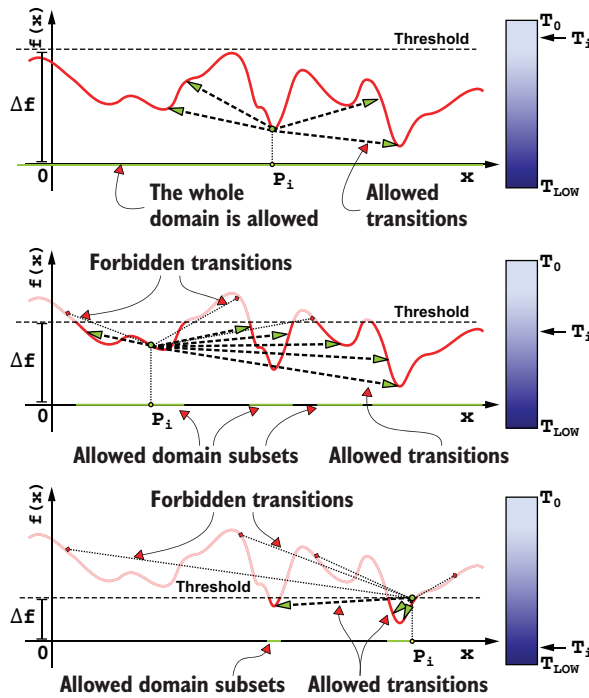 f(x)
Threshold
T0
Ti
Δf
0
Pi
x
TLOW
The whole
domain is allowed
Allowed
transitions
f(x)
Forbidden transitions
T0
Threshold
Ti
Δf
0
Pi
x
TLOW
Allowed domain subsets
Allowed transitions
f(x)
Forbidden transitions
T0
Threshold
Δf
0
Pi
x
Ti
TLOW
Allowed domain subsets
Allowed transitions